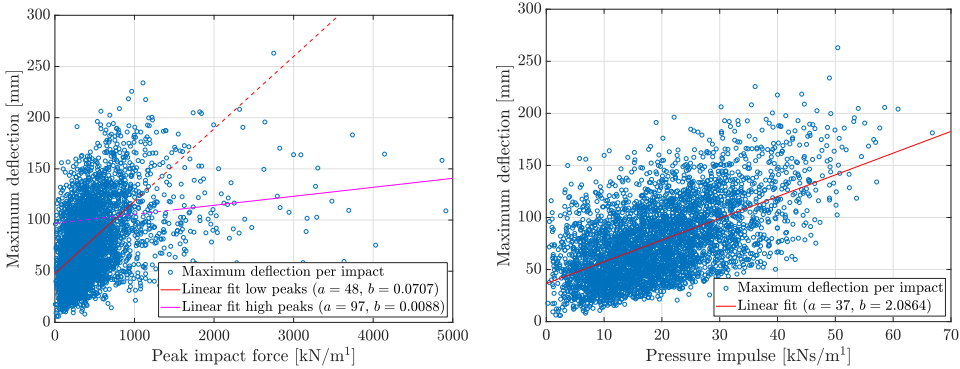 300
250
200
150
100
50
0
Maximum deflection [mm]
Maximum deflection per impact
Linear fit low peaks (a = 48, b = 0.0707)
Linear fit high peaks (a = 97, b = 0.0088)
0 1000 2000 3000 4000 5000
Peak impact force [kN/m¹]
300
250
200
150
100
50
0
Maximum deflection [mm]
Maximum deflection per impact
Linear fit (a = 37, b = 2.0864)
0 10 20 30 40 50 60 70
Pressure impulse [kNs/m¹]